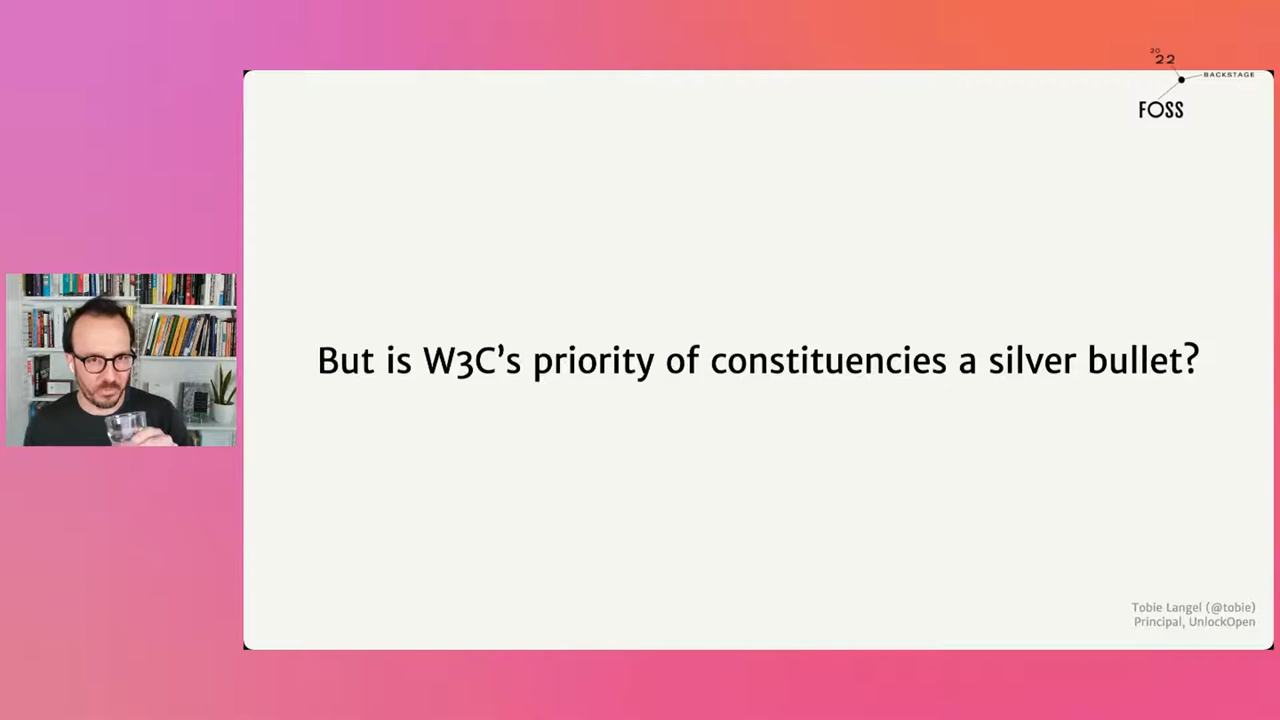 20
22
BACKSTAGE
FOSS
But is W3C's priority of constituencies a silver bullet?
Tobie Langel (@tobie)
Principal, UnlockOpen